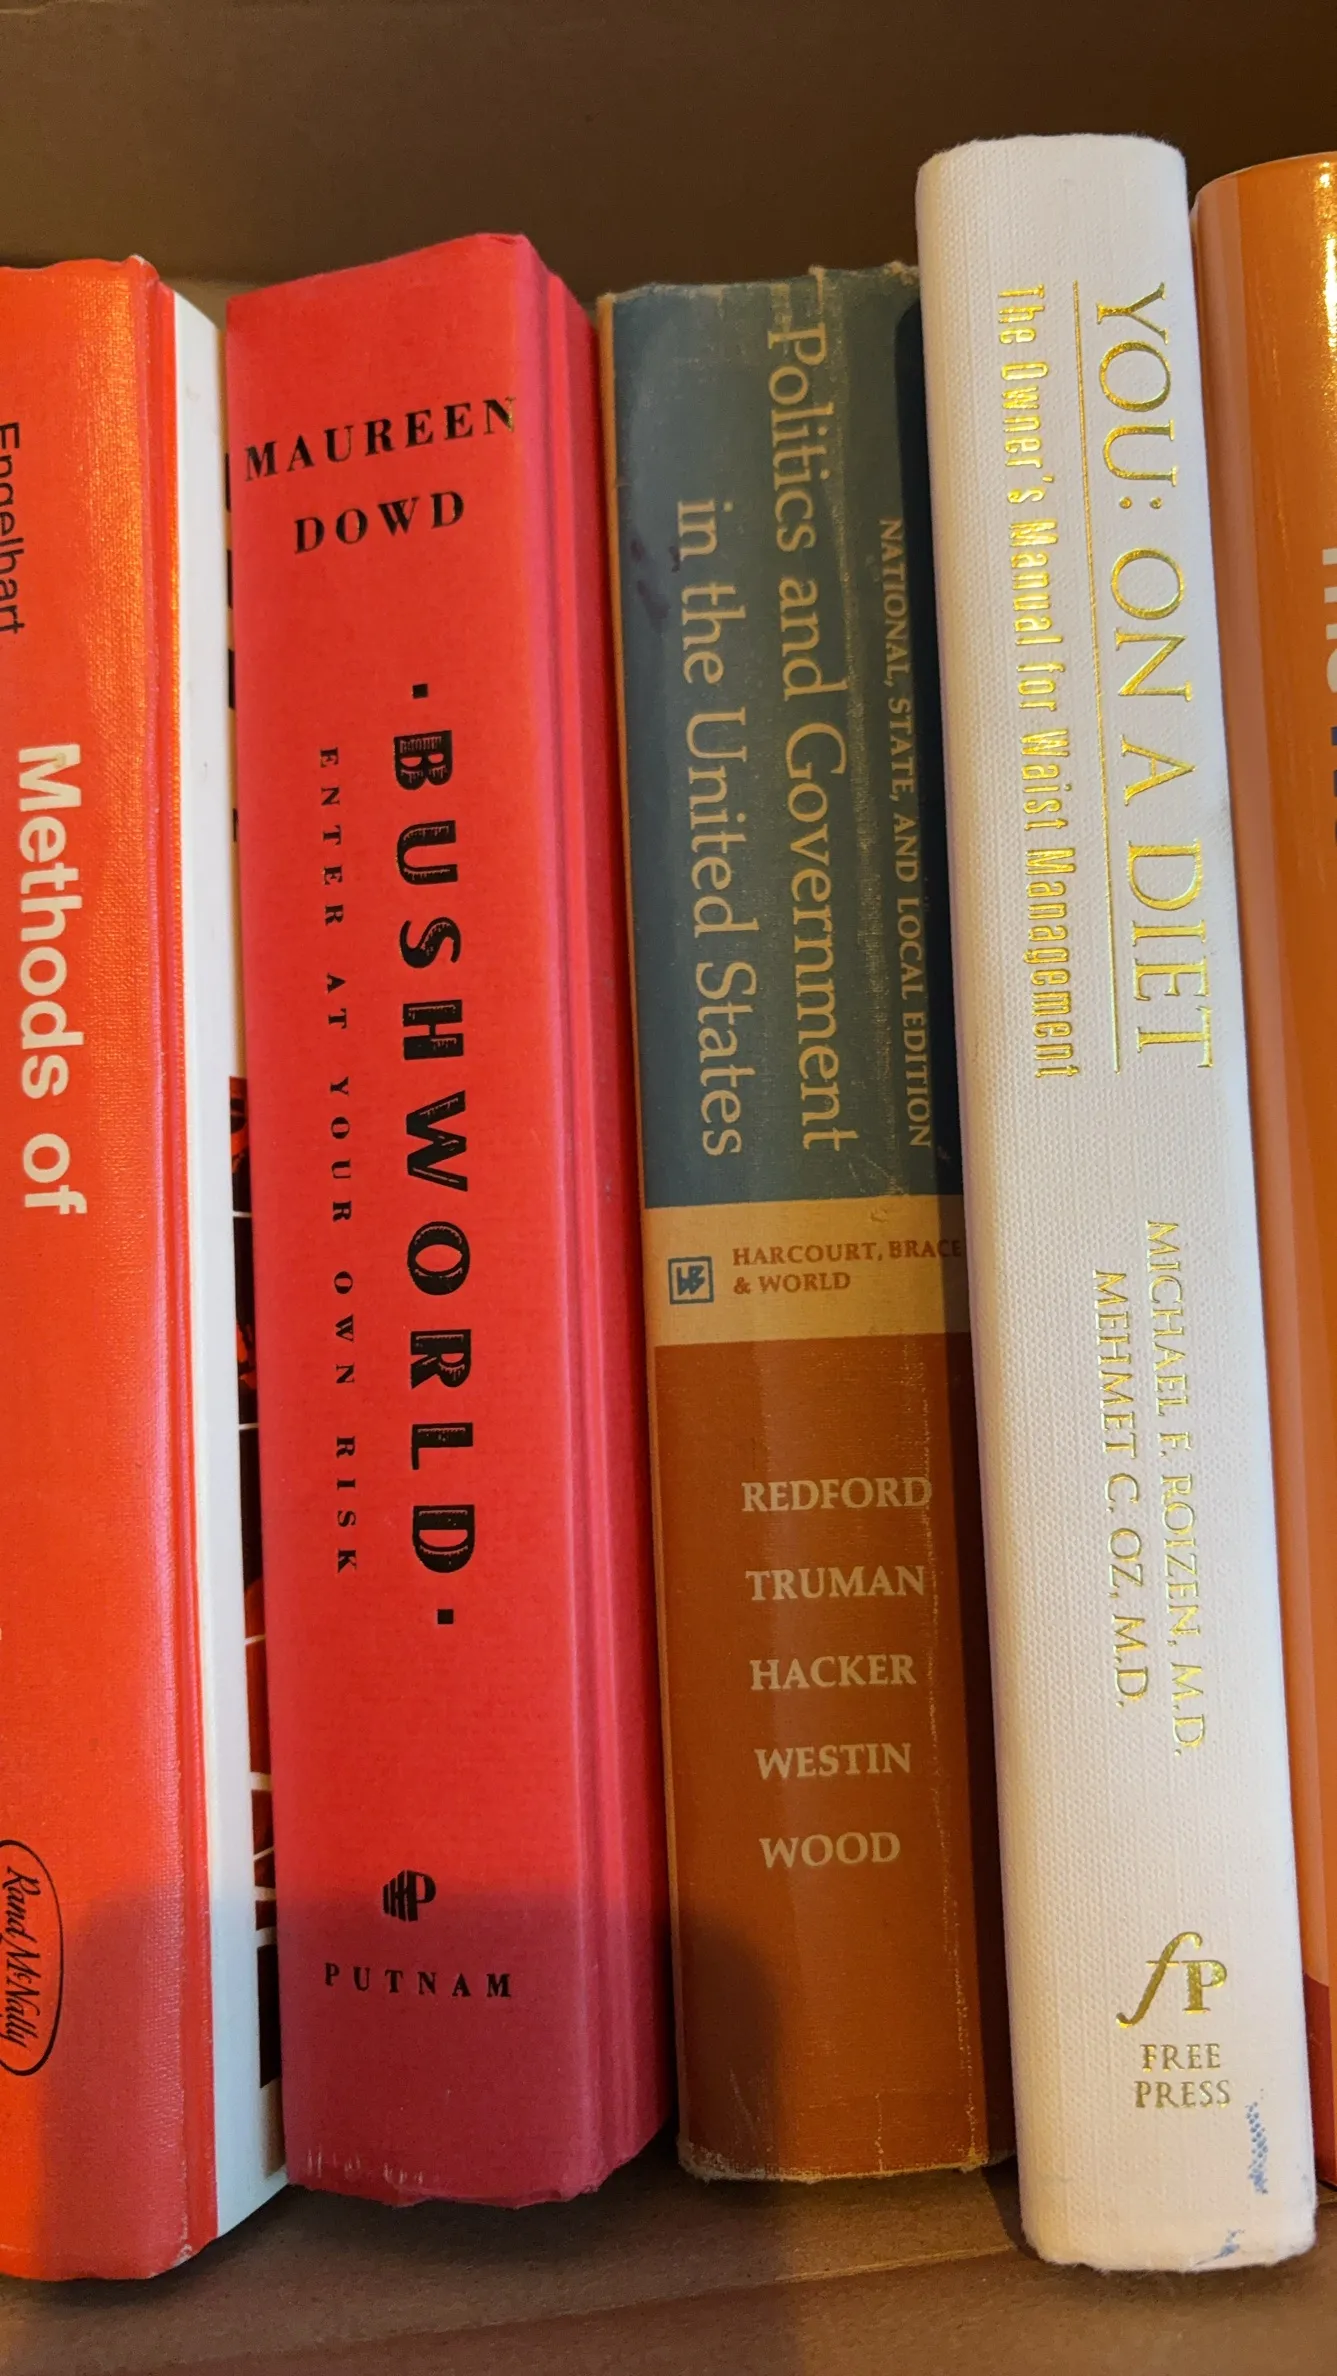 Engelhart
Methods of
Rand McNally
MAUREEN
DOWD
BUSHWORLD
ENTER AT YOUR OWN RISK
PUTNAM
NATIONAL, STATE, AND LOCAL EDITION
Politics and Government
in the United States
HARCOURT, BRACE
& WORLD
REDFORD
TRUMAN
HACKER
WESTIN
WOOD
YOU: ON A DIET
The Owner's Manual for Waist Management
MICHAEL F. ROIZEN, M.D.
MEHMET C. OZ, M.D.
fP
FREE
PRESS